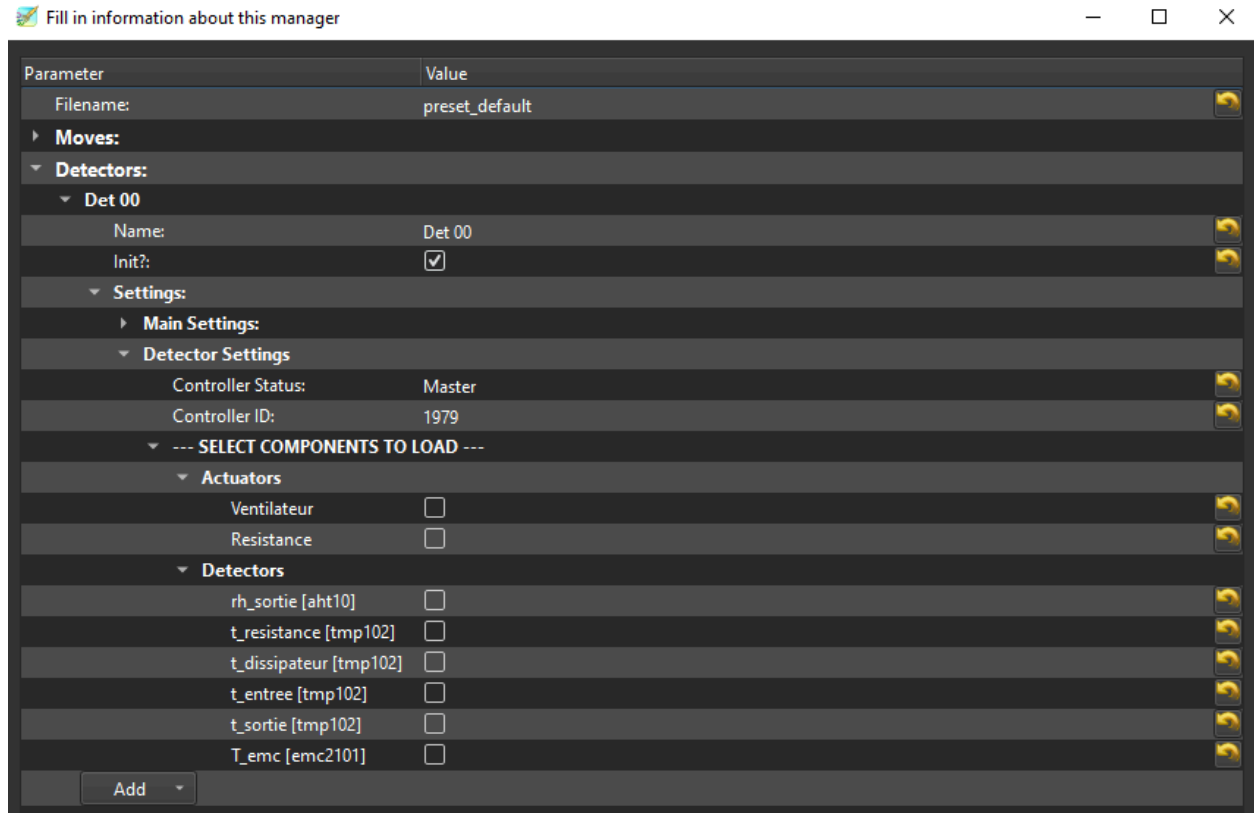 Fill in information about this manager
Parameter Value
Filename: preset_default
Moves:
Detectors:
Det 00
Name: Det 00
Init?:
Settings:
Main Settings:
Detector Settings
Controller Status: Master
Controller ID: 1979
--- SELECT COMPONENTS TO LOAD ---
Actuators
Ventilateur
Resistance
Detectors
rh_sortie [aht10]
t_resistance [tmp102]
t_dissipateur [tmp102]
t_entree [tmp102]
t_sortie [tmp102]
T_emc [emc2101]
Add